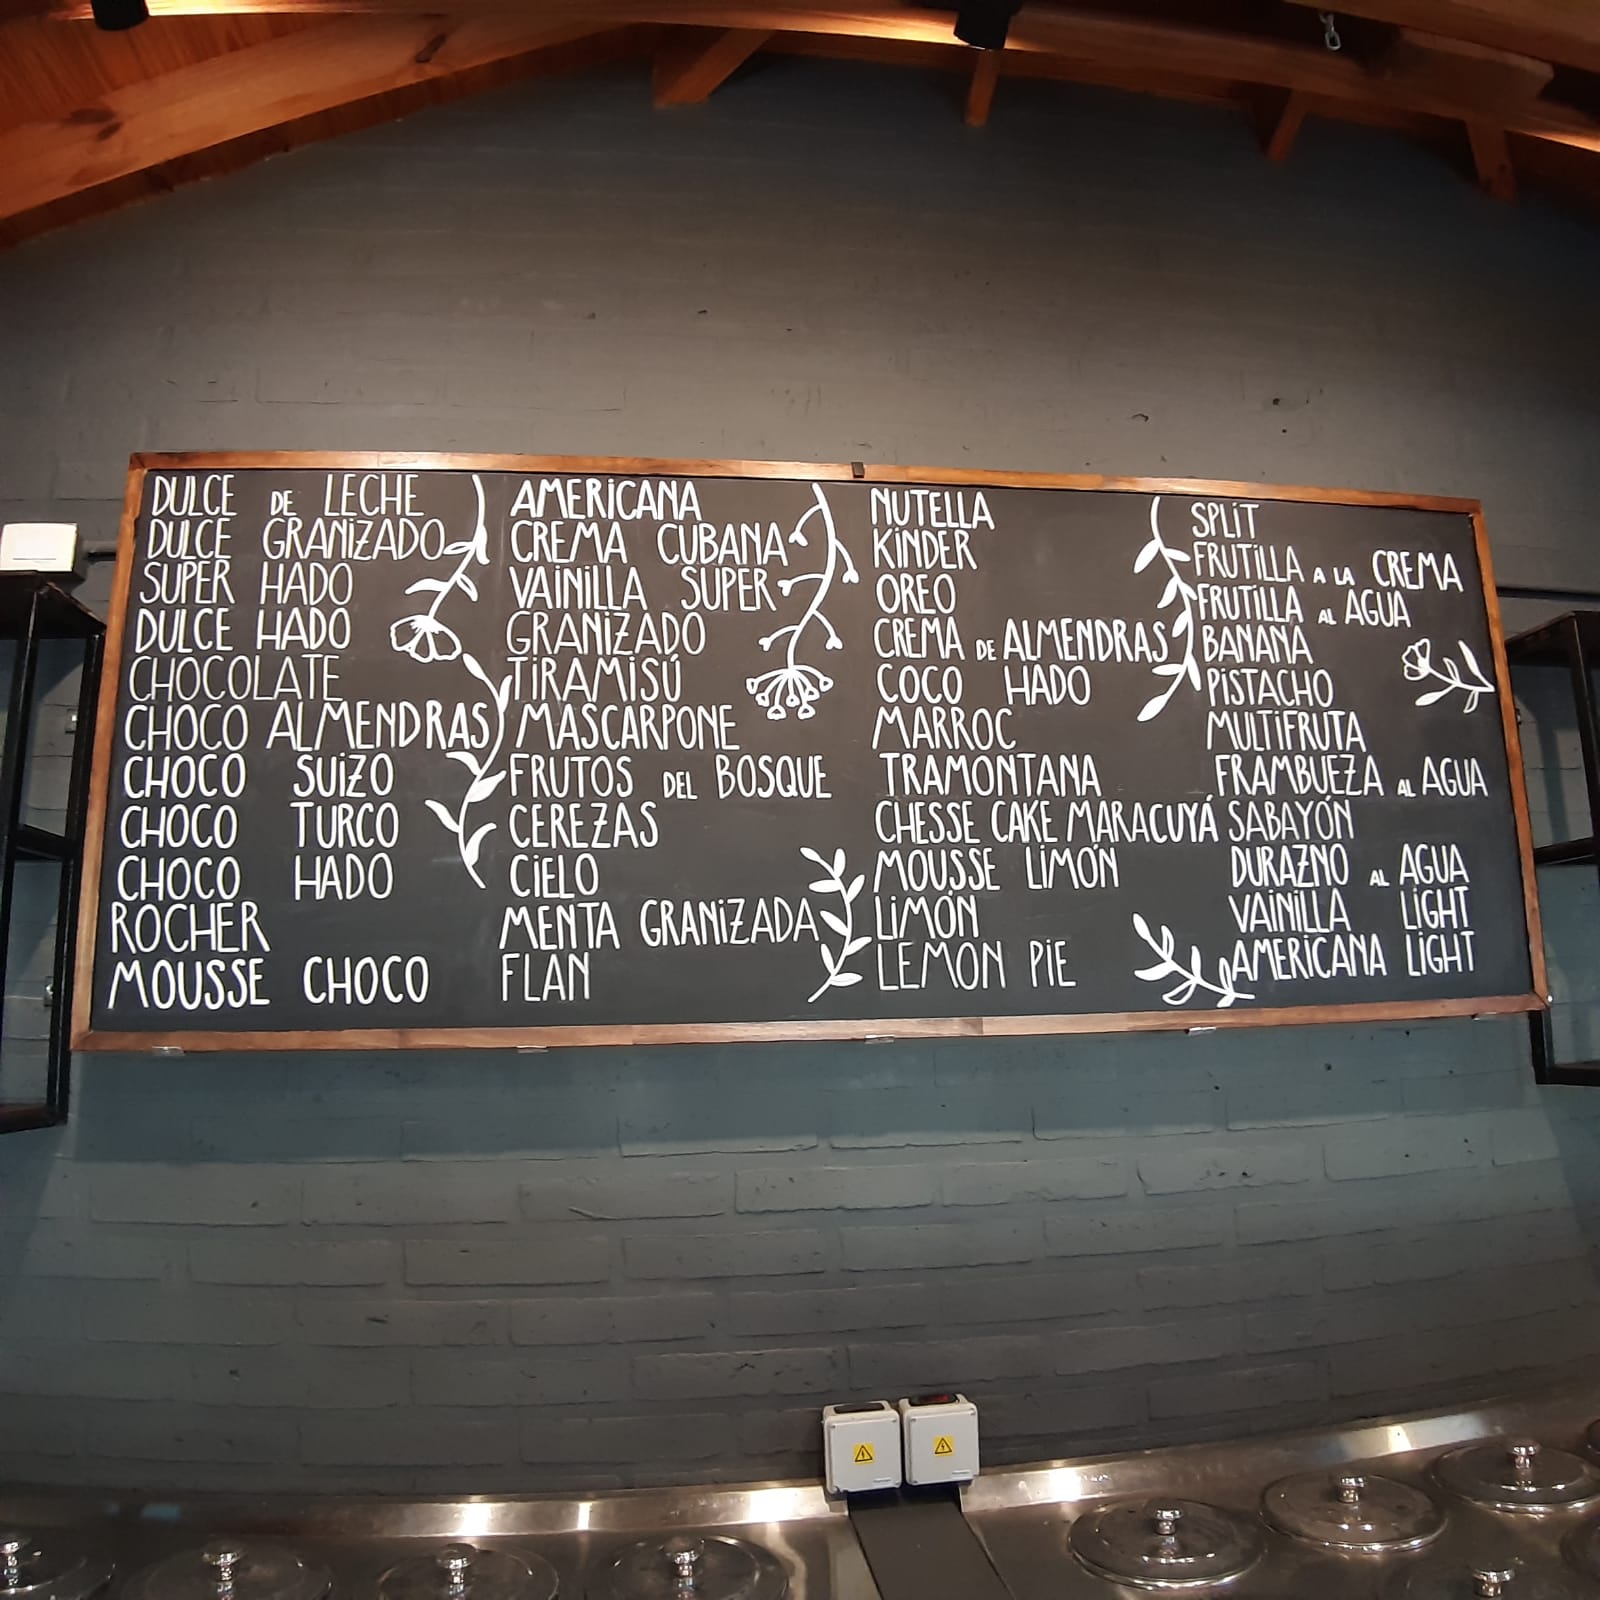 DULCE DE LECHE
DULCE GRANIZADO
SUPER HADO
DULCE HADO
CHOCOLATE
CHOCO ALMENDRAS
CHOCO SUIZO
CHOCO TURCO
CHOCO HADO
ROCHER
MOUSSE CHOCO
AMERICANA
CREMA CUBANA
VAINILLA SUPER
GRANIZADO
TIRAMISÚ
MASCARPONE
FRUTOS DEL BOSQUE
CEREZAS
CIELO
MENTA GRANIZADA
FLAN
NUTELLA
KINDER
OREO
CREMA DE ALMENDRAS
COCO HADO
MARROC
TRAMONTANA
CHESSE CAKE MARACUYÁ
MOUSSE LIMÓN
LIMÓN
LEMON PIE
SPLIT
FRUTILLA A LA CREMA
FRUTILLA AL AGUA
BANANA
PISTACHO
MULTIFRUTA
FRAMBUEZA AL AGUA
SABAYÓN
DURAZNO AL AGUA
VAINILLA LIGHT
AMERICANA LIGHT